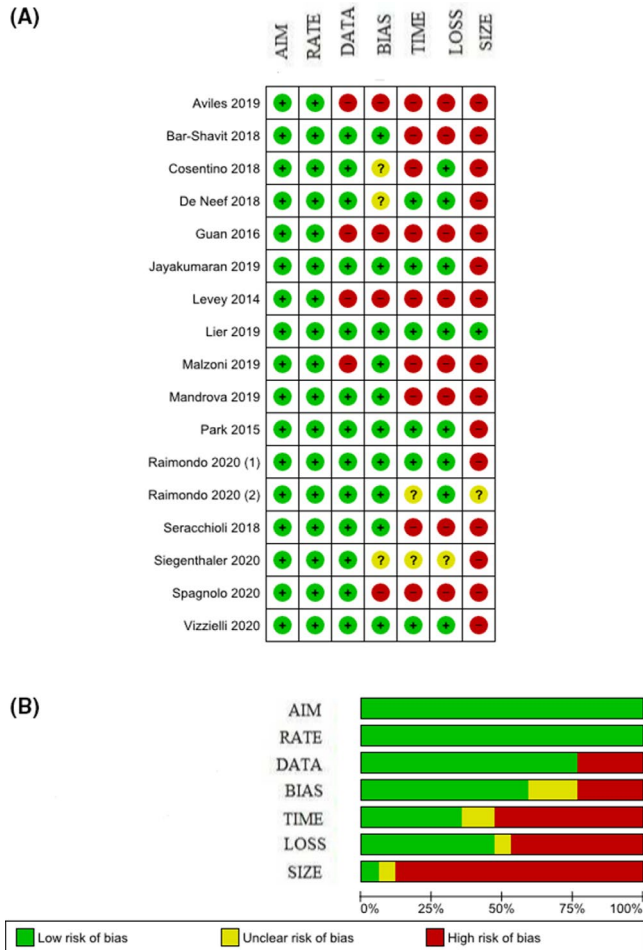 (A)
AIM RATE DATA BIAS TIME LOSS SIZE
Aviles 2019 + + - - - - -
Bar-Shavit 2018 + + + + - - -
Cosentino 2018 + + + ? - + -
De Neef 2018 + + + ? + + -
Guan 2016 + + - - - - -
Jayakumaran 2019 + + + + + + -
Levey 2014 + + - - - - -
Lier 2019 + + + + + + +
Malzoni 2019 + + - + - - -
Mandrova 2019 + + + + - - -
Park 2015 + + + + + + -
Raimondo 2020 (1) + + + + + + -
Raimondo 2020 (2) + + + + ? + ?
Seracchioli 2018 + + + + - - -
Siegenthaler 2020 + + + ? ? ? -
Spagnolo 2020 + + + - - - -
Vizzielli 2020 + + + + + + -
(B)
AIM
RATE
DATA
BIAS
TIME
LOSS
SIZE
0% 25% 50% 75% 100%
Low risk of bias Unclear risk of bias High risk of bias